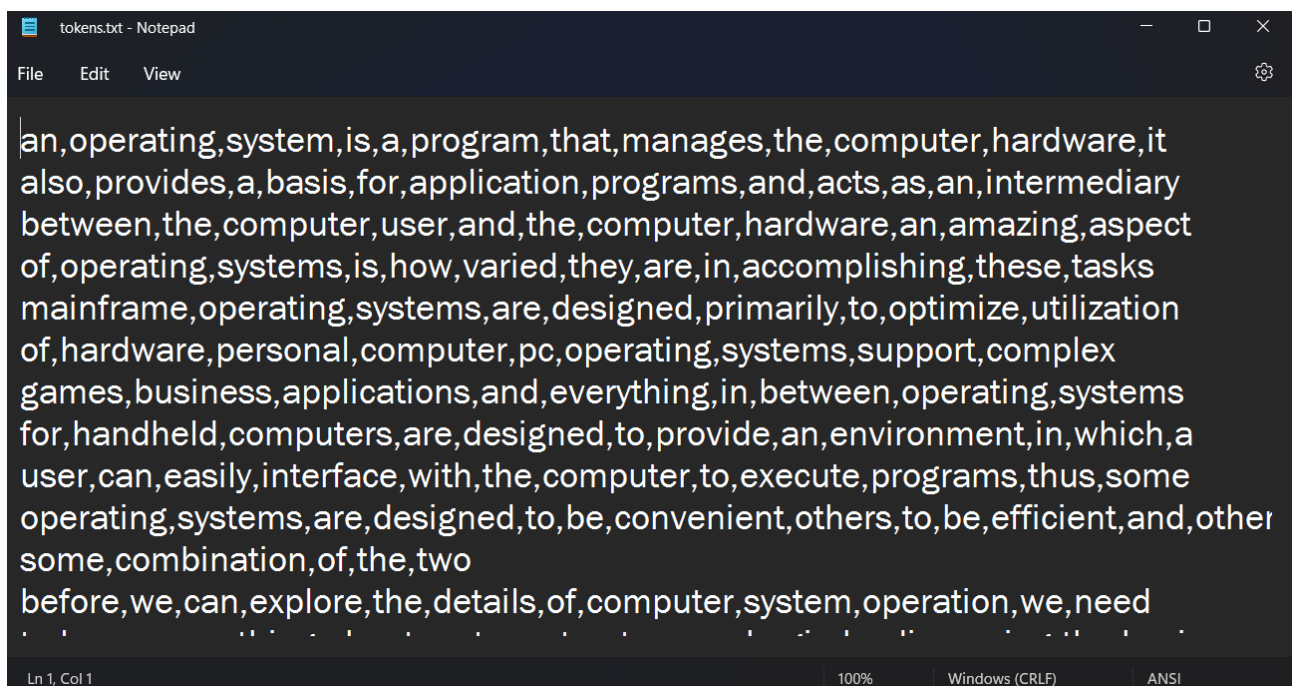 tokens.txt - Notepad
File Edit View
an,operating,system,is,a,program,that,manages,the,computer,hardware,it
also,provides,a,basis,for,application,programs,and,acts,as,an,intermediary
between,the,computer,user,and,the,computer,hardware,an,amazing,aspect
of,operating,systems,is,how,varied,they,are,in,accomplishing,these,tasks
mainframe,operating,systems,are,designed,primarily,to,optimize,utilization
of,hardware,personal,computer,pc,operating,systems,support,complex
games,business,applications,and,everything,in,between,operating,systems
for,handheld,computers,are,designed,to,provide,an,environment,in,which,a
user,can,easily,interface,with,the,computer,to,execute,programs,thus,some
operating,systems,are,designed,to,be,convenient,others,to,be,efficient,and,other
some,combination,of,the,two
before,we,can,explore,the,details,of,computer,system,operation,we,need
Ln 1, Col 1 100% Windows (CRLF) ANSI